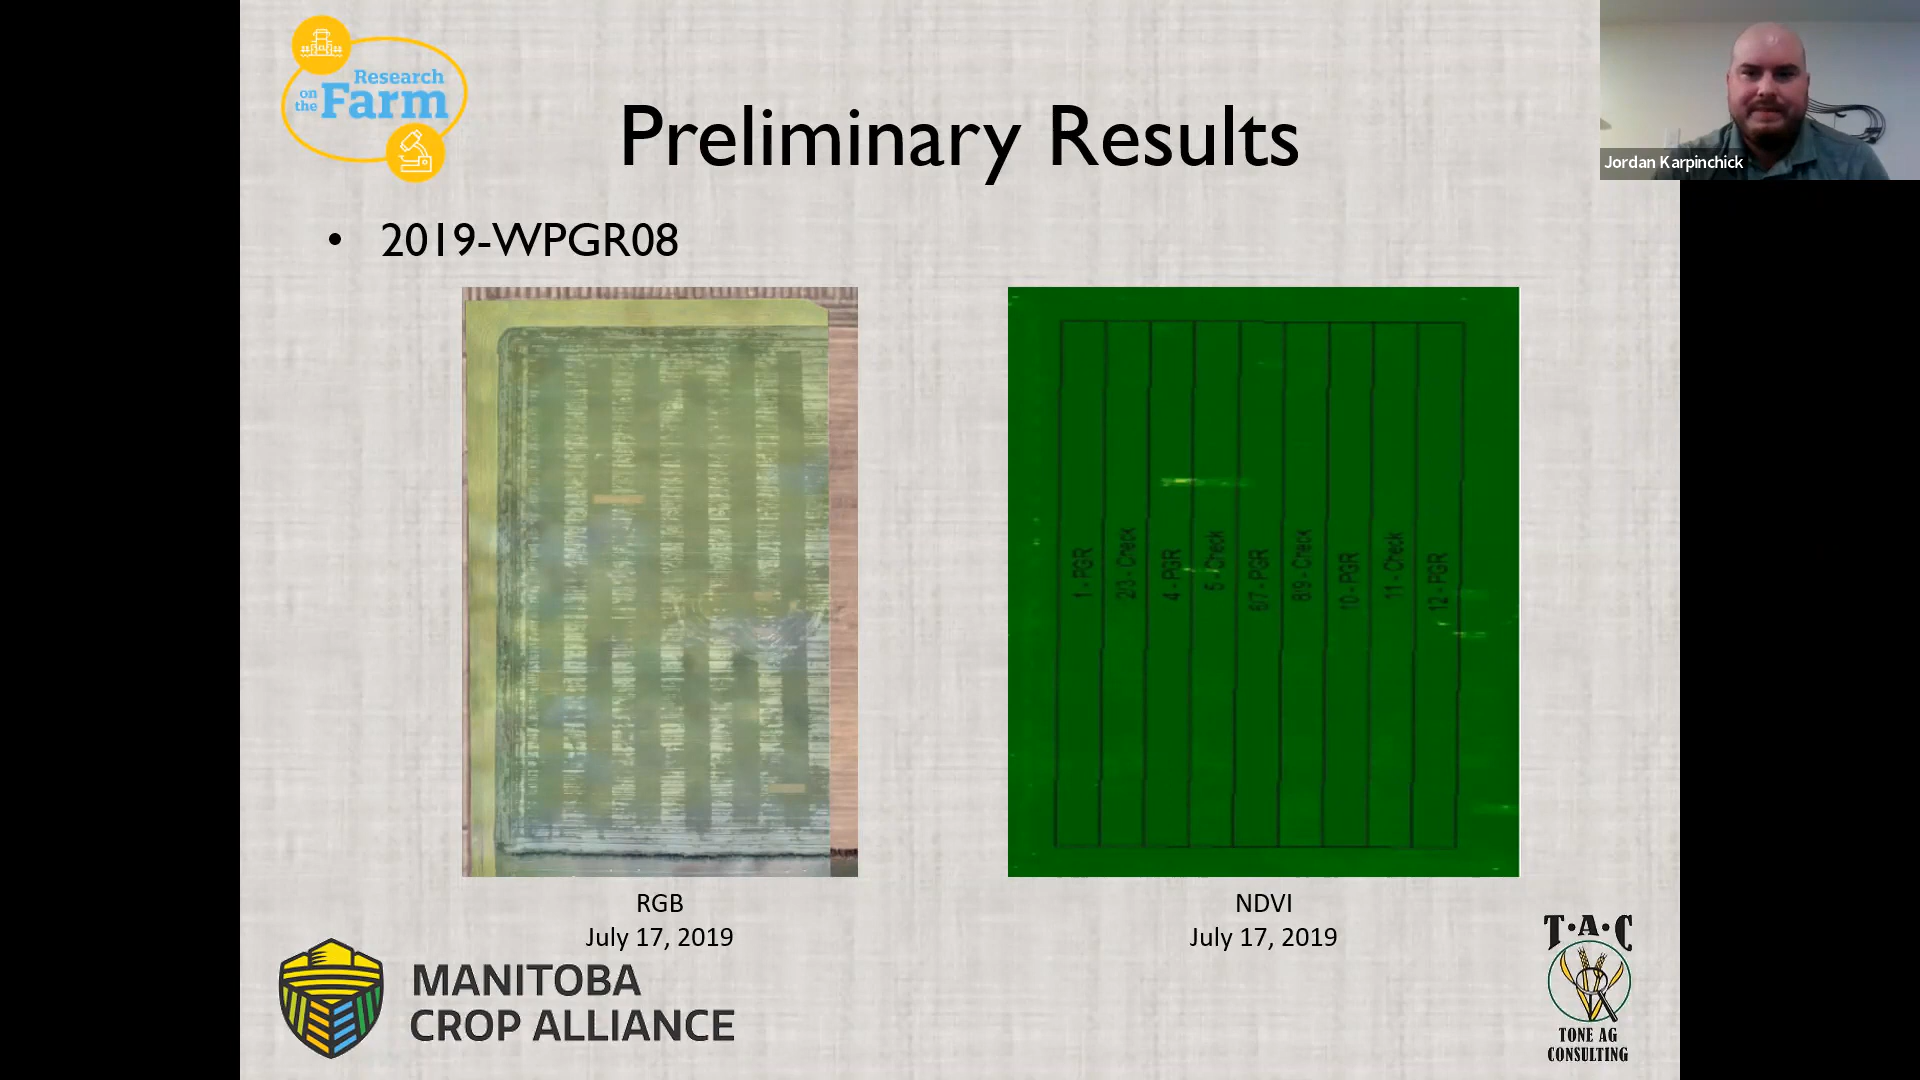 Research
on the Farm
Preliminary Results
Jordan Karpinchick
• 2019-WPGR08
1 - PGR
2/3 - Check
4 - PGR
5 - Check
6/7 - PGR
8/9 - Check
10 - PGR
11 - Check
12 - PGR
RGB
July 17, 2019
NDVI
July 17, 2019
MANITOBA
CROP ALLIANCE
T·A·C
TONE AG
CONSULTING